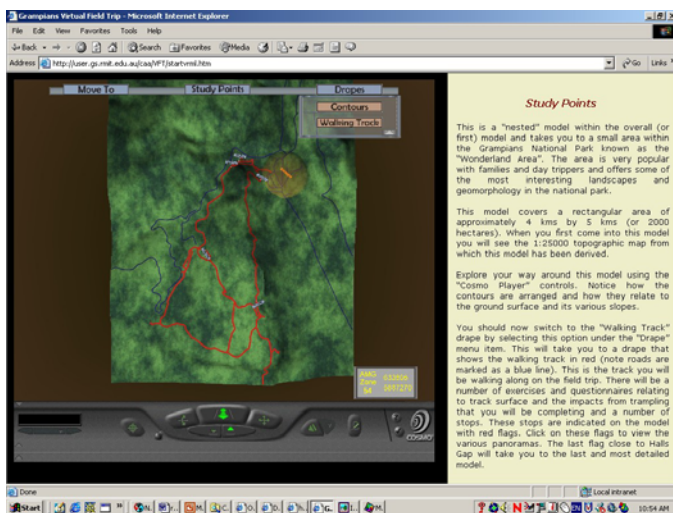 Grampians Virtual Field Trip - Microsoft Internet Explorer
File Edit View Favorites Tools Help
Back Search Favorites Media
Address http://user.gs.rmit.edu.au/caa/VFT/startvrml.htm Go Links
Move To Study Points Drapes
Contours
Walking Track
Study Points
This is a "nested" model within the overall (or
first) model and takes you to a small area within
the Grampians National Park known as the
"Wonderland Area". The area is very popular
with families and day trippers and offers some
of the most interesting landscapes and
geomorphology in the national park.
This model covers a rectangular area of
approximately 4 kms by 5 kms (or 2000
hectares). When you first come into this model
you will see the 1:25000 topographic map from
which this model has been derived.
Explore your way around this model using the
"Cosmo Player" controls. Notice how the
contours are arranged and how they relate to
the ground surface and its various slopes.
You should now switch to the "Walking Track"
drape by selecting this option under the "Drape"
menu item. This will take you to a drape that
shows the walking track in red (note roads are
marked as a blue line). This is the track you will
be walking along on the field trip. There will be a
number of exercises and questionnaires relating
to track surface and the impacts from trampling
that you will be completing and a number of
stops. These stops are indicated on the model
with red flags. Click on these flags to view the
various panoramas. The last flag close to Halls
Gap will take you to the last and most detailed
model.
Zone
54
COSMO
Done Local intranet
Start 10:54 AM